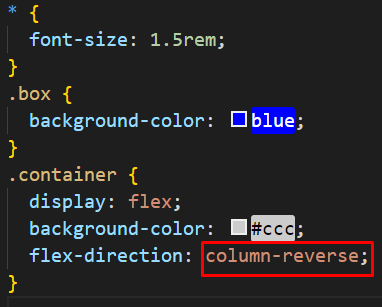 * {
font-size: 1.5rem;
}
.box {
background-color: blue;
}
.container {
display: flex;
background-color: #ccc;
flex-direction: column-reverse;
}